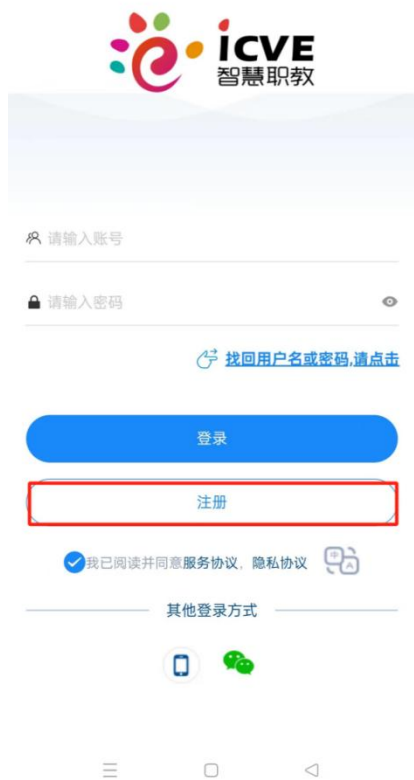 icve
智慧职教
请输入账号
请输入密码
找回用户名或密码,请点击
登录
注册
我已阅读并同意服务协议，隐私协议
中 A
其他登录方式